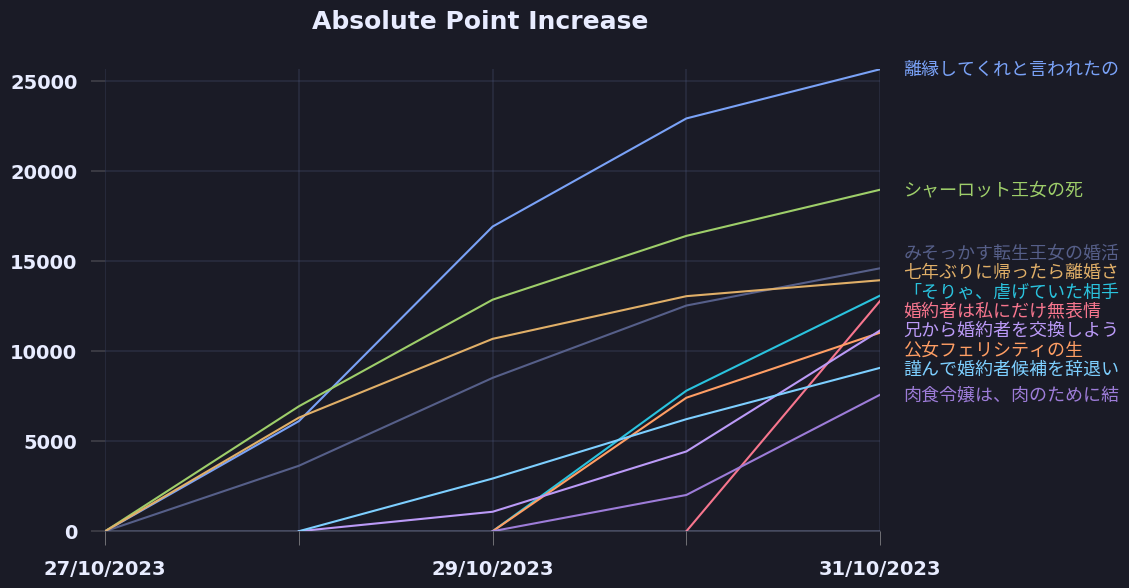 Absolute Point Increase
25000
20000
15000
10000
5000
0
27/10/2023
29/10/2023
31/10/2023
離縁してくれと言われたの
シャーロット王女の死
みそっかす転生王女の婚活
七年ぶりに帰ったら離婚さ
「そりゃ、虐げていた相手
婚約者は私にだけ無表情
兄から婚約者を交換しよう
公女フェリシティの生
謹んで婚約者候補を辞退い
肉食令嬢は、肉のために結